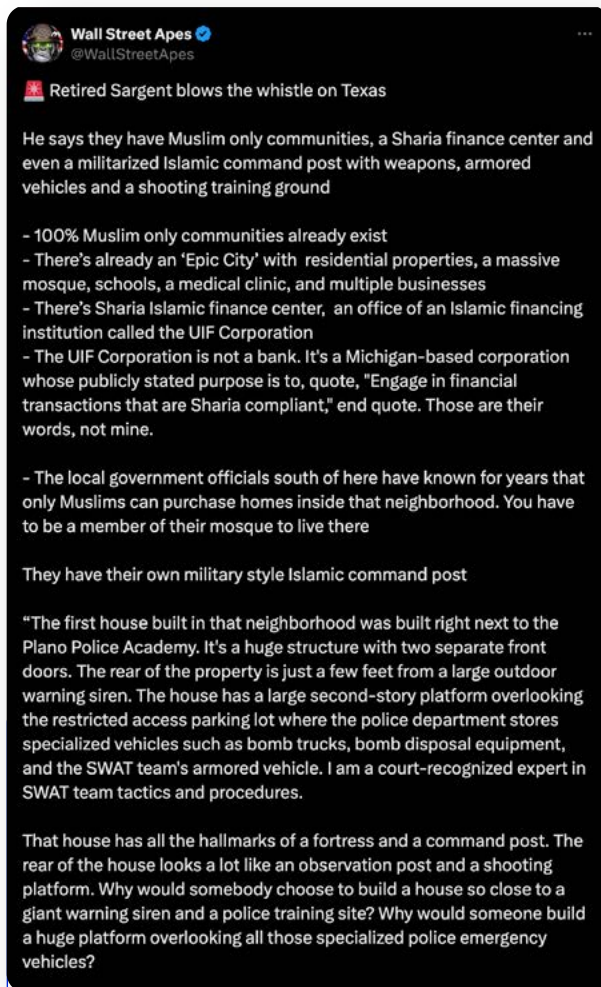 Wall Street Apes
@WallStreetApes
🚨 Retired Sargent blows the whistle on Texas
He says they have Muslim only communities, a Sharia finance center and
even a militarized Islamic command post with weapons, armored
vehicles and a shooting training ground
- 100% Muslim only communities already exist
- There's already an 'Epic City' with residential properties, a massive
mosque, schools, a medical clinic, and multiple businesses
- There's Sharia Islamic finance center, an office of an Islamic financing
institution called the UIF Corporation
- The UIF Corporation is not a bank. It's a Michigan-based corporation
whose publicly stated purpose is to, quote, "Engage in financial
transactions that are Sharia compliant," end quote. Those are their
words, not mine.
- The local government officials south of here have known for years that
only Muslims can purchase homes inside that neighborhood. You have
to be a member of their mosque to live there
They have their own military style Islamic command post
“The first house built in that neighborhood was built right next to the
Plano Police Academy. It's a huge structure with two separate front
doors. The rear of the property is just a few feet from a large outdoor
warning siren. The house has a large second-story platform overlooking
the restricted access parking lot where the police department stores
specialized vehicles such as bomb trucks, bomb disposal equipment,
and the SWAT team's armored vehicle. I am a court-recognized expert in
SWAT team tactics and procedures.
That house has all the hallmarks of a fortress and a command post. The
rear of the house looks a lot like an observation post and a shooting
platform. Why would somebody choose to build a house so close to a
giant warning siren and a police training site? Why would someone build
a huge platform overlooking all those specialized police emergency
vehicles?